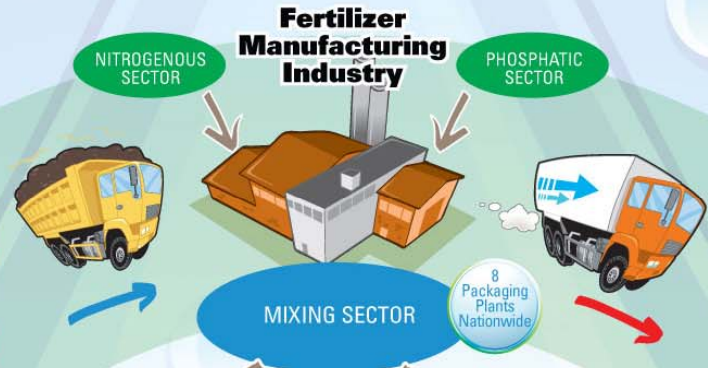 Fertilizer
Manufacturing
Industry
NITROGENOUS
SECTOR
PHOSPHATIC
SECTOR
MIXING SECTOR
8
Packaging
Plants
Nationwide